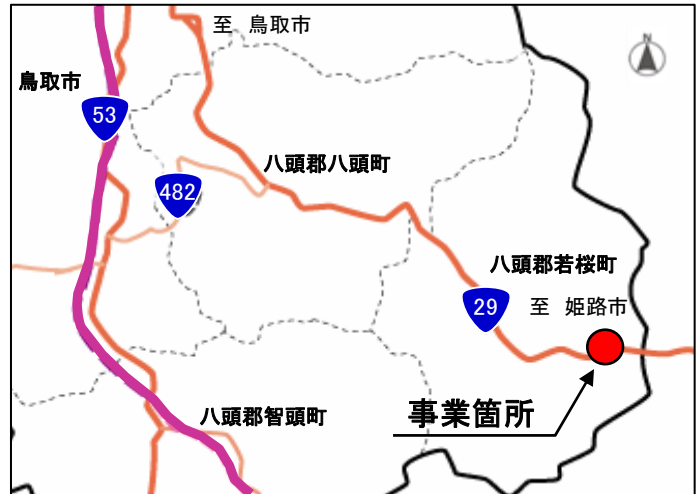 至 鳥取市
N
鳥取市
53
八頭郡八頭町
482
八頭郡若桜町
29
至 姫路市
事業箇所
八頭郡智頭町